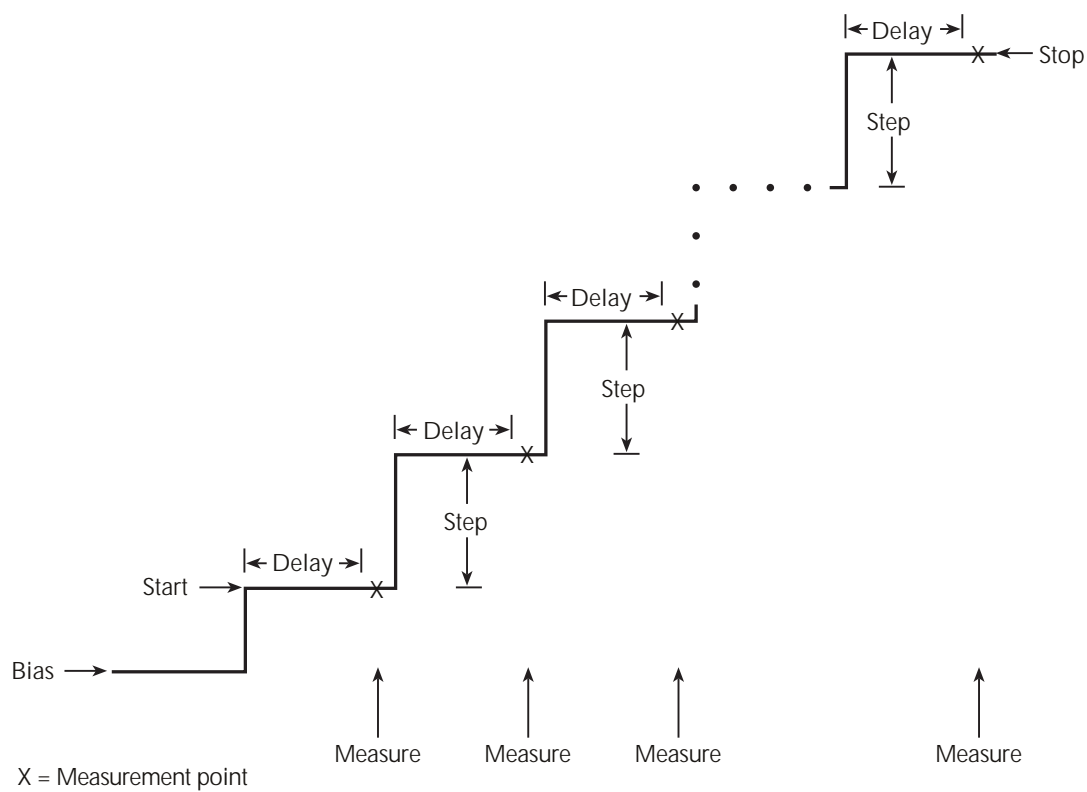 Delay
Stop
Step
Delay
Step
Delay
Step
Delay
Start
Bias
Measure Measure Measure Measure
X = Measurement point
X
X
X
X